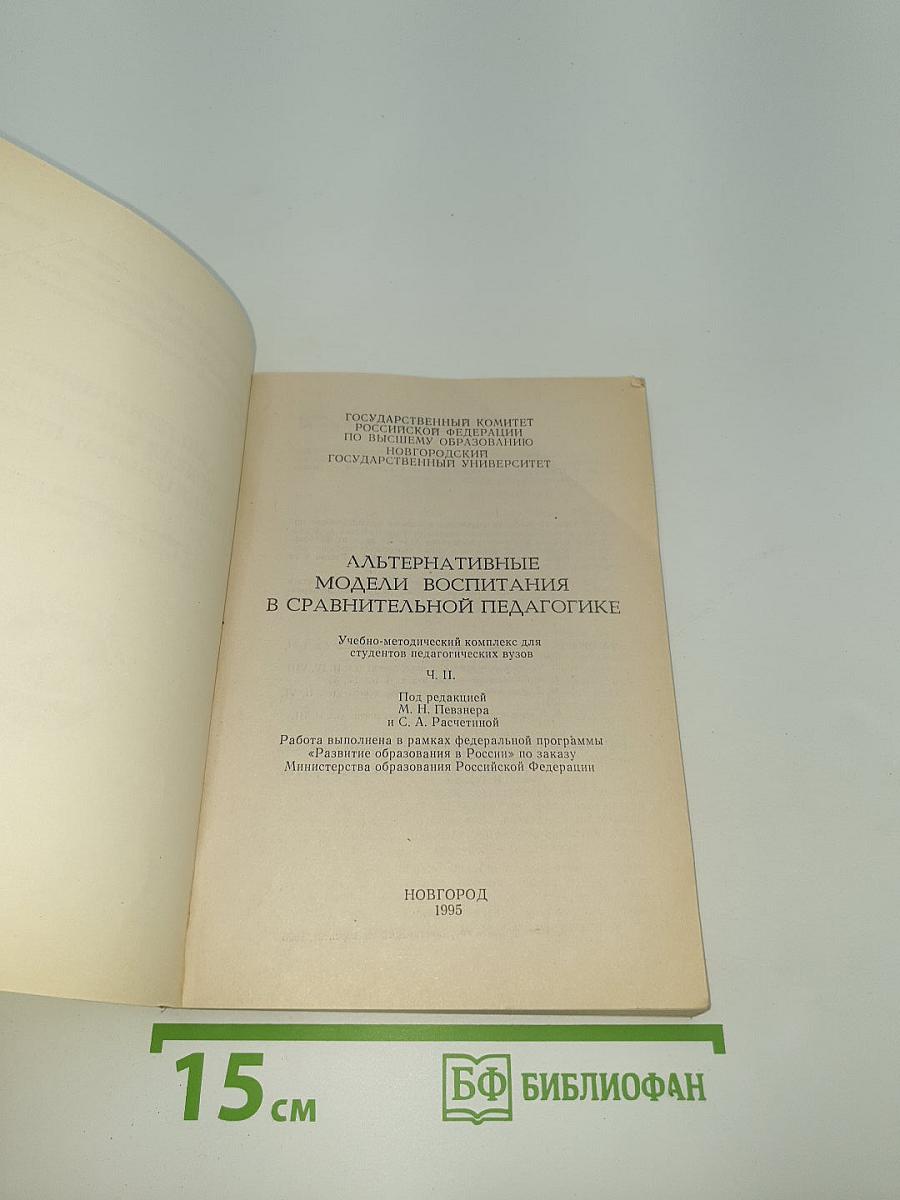 ГОСУДАРСТВЕННЫЙ КОМИТЕТ
РОССИЙСКОЙ ФЕДЕРАЦИИ
ПО ВЫСШЕМУ ОБРАЗОВАНИЮ
НОВГОРОДСКИЙ
ГОСУДАРСТВЕННЫЙ УНИВЕРСИТЕТ
АЛЬТЕРНАТИВНЫЕ
МОДЕЛИ ВОСПИТАНИЯ
В СРАВНИТЕЛЬНОЙ ПЕДАГОГИКЕ
Учебно-методический комплекс для
студентов педагогических вузов
Ч. II.
Под редакцией
М. Н. Певзнера
и С. А. Расчетиной
Работа выполнена в рамках федеральной программы
«Развитие образования в России» по заказу
Министерства образования Российской Федерации
НОВГОРОД
1995
15 см
БФ БИБЛИОФАН